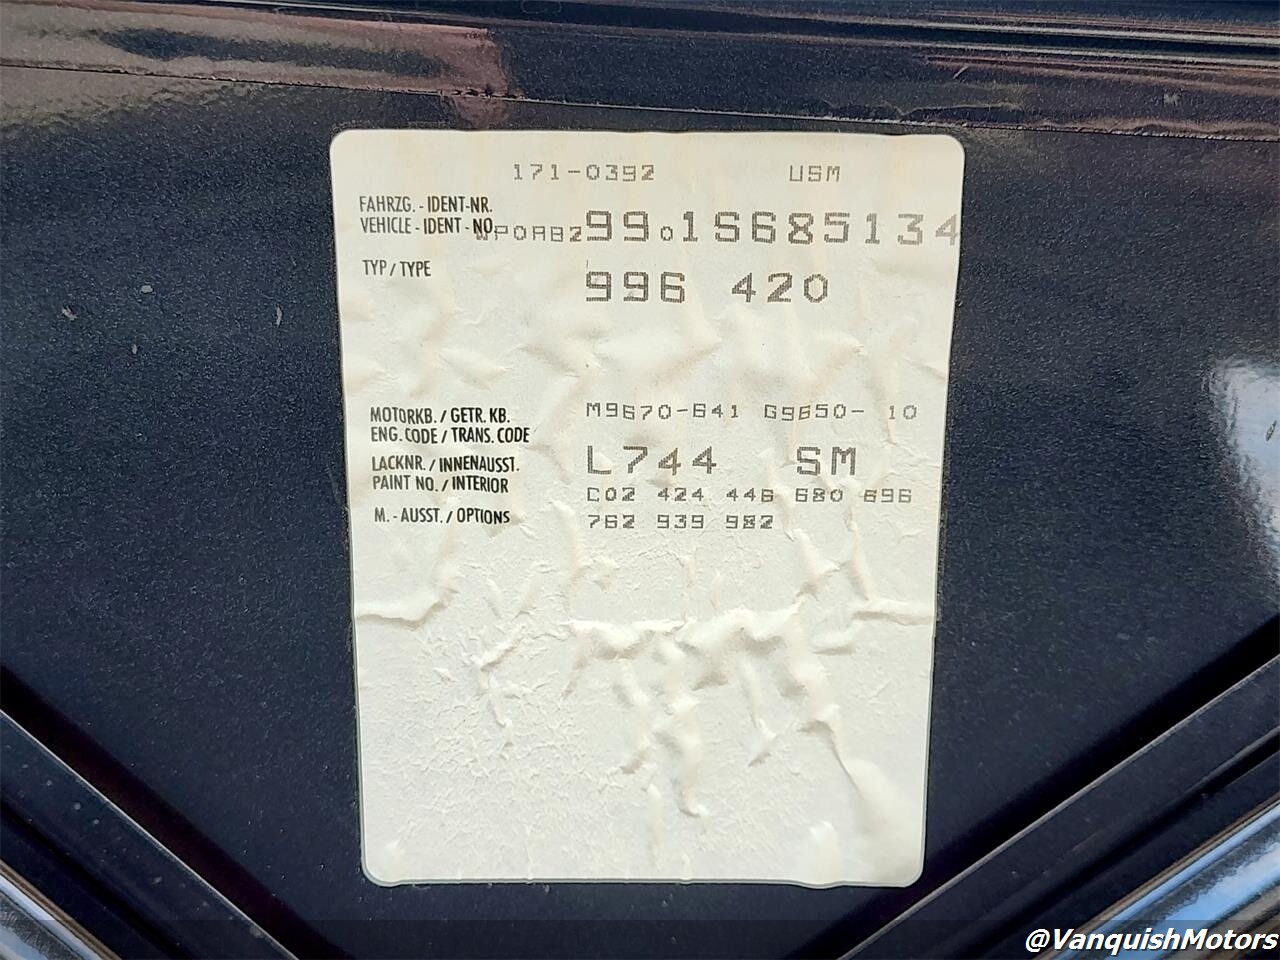 171-0392 USM
FAHRZG. - IDENT-NR.
VEHICLE - IDENT - NO. WP0AB29901S685134
TYP / TYPE 996 420
MOTORKB. / GETR. KB. M9670-641 G9650- 10
ENG. CODE / TRANS. CODE
LACKNR. / INNENAUSST. L744 SM
PAINT NO. / INTERIOR C02 424 446 680 696
M. - AUSST. / OPTIONS 762 939 982
@VanquishMotors